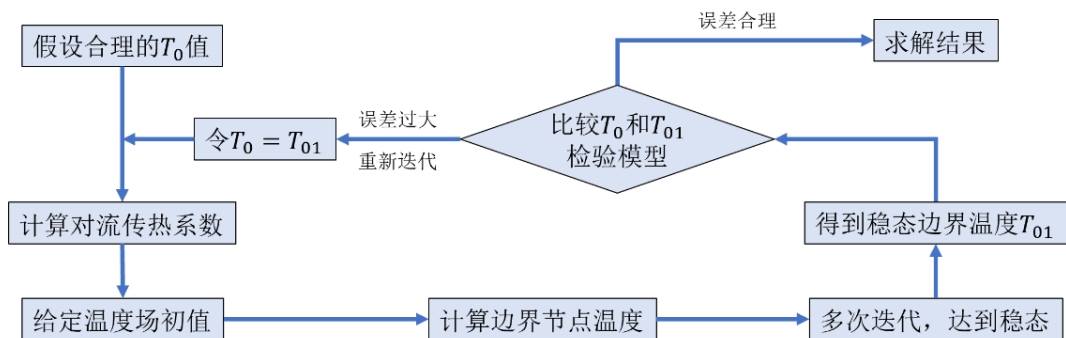 误差合理
假设合理的T₀值
求解结果
误差过大
令T₀ = T₀₁
比较T₀和T₀₁
检验模型
重新迭代
计算对流传热系数
得到稳态边界温度T₀₁
给定温度场初值
计算边界节点温度
多次迭代，达到稳态